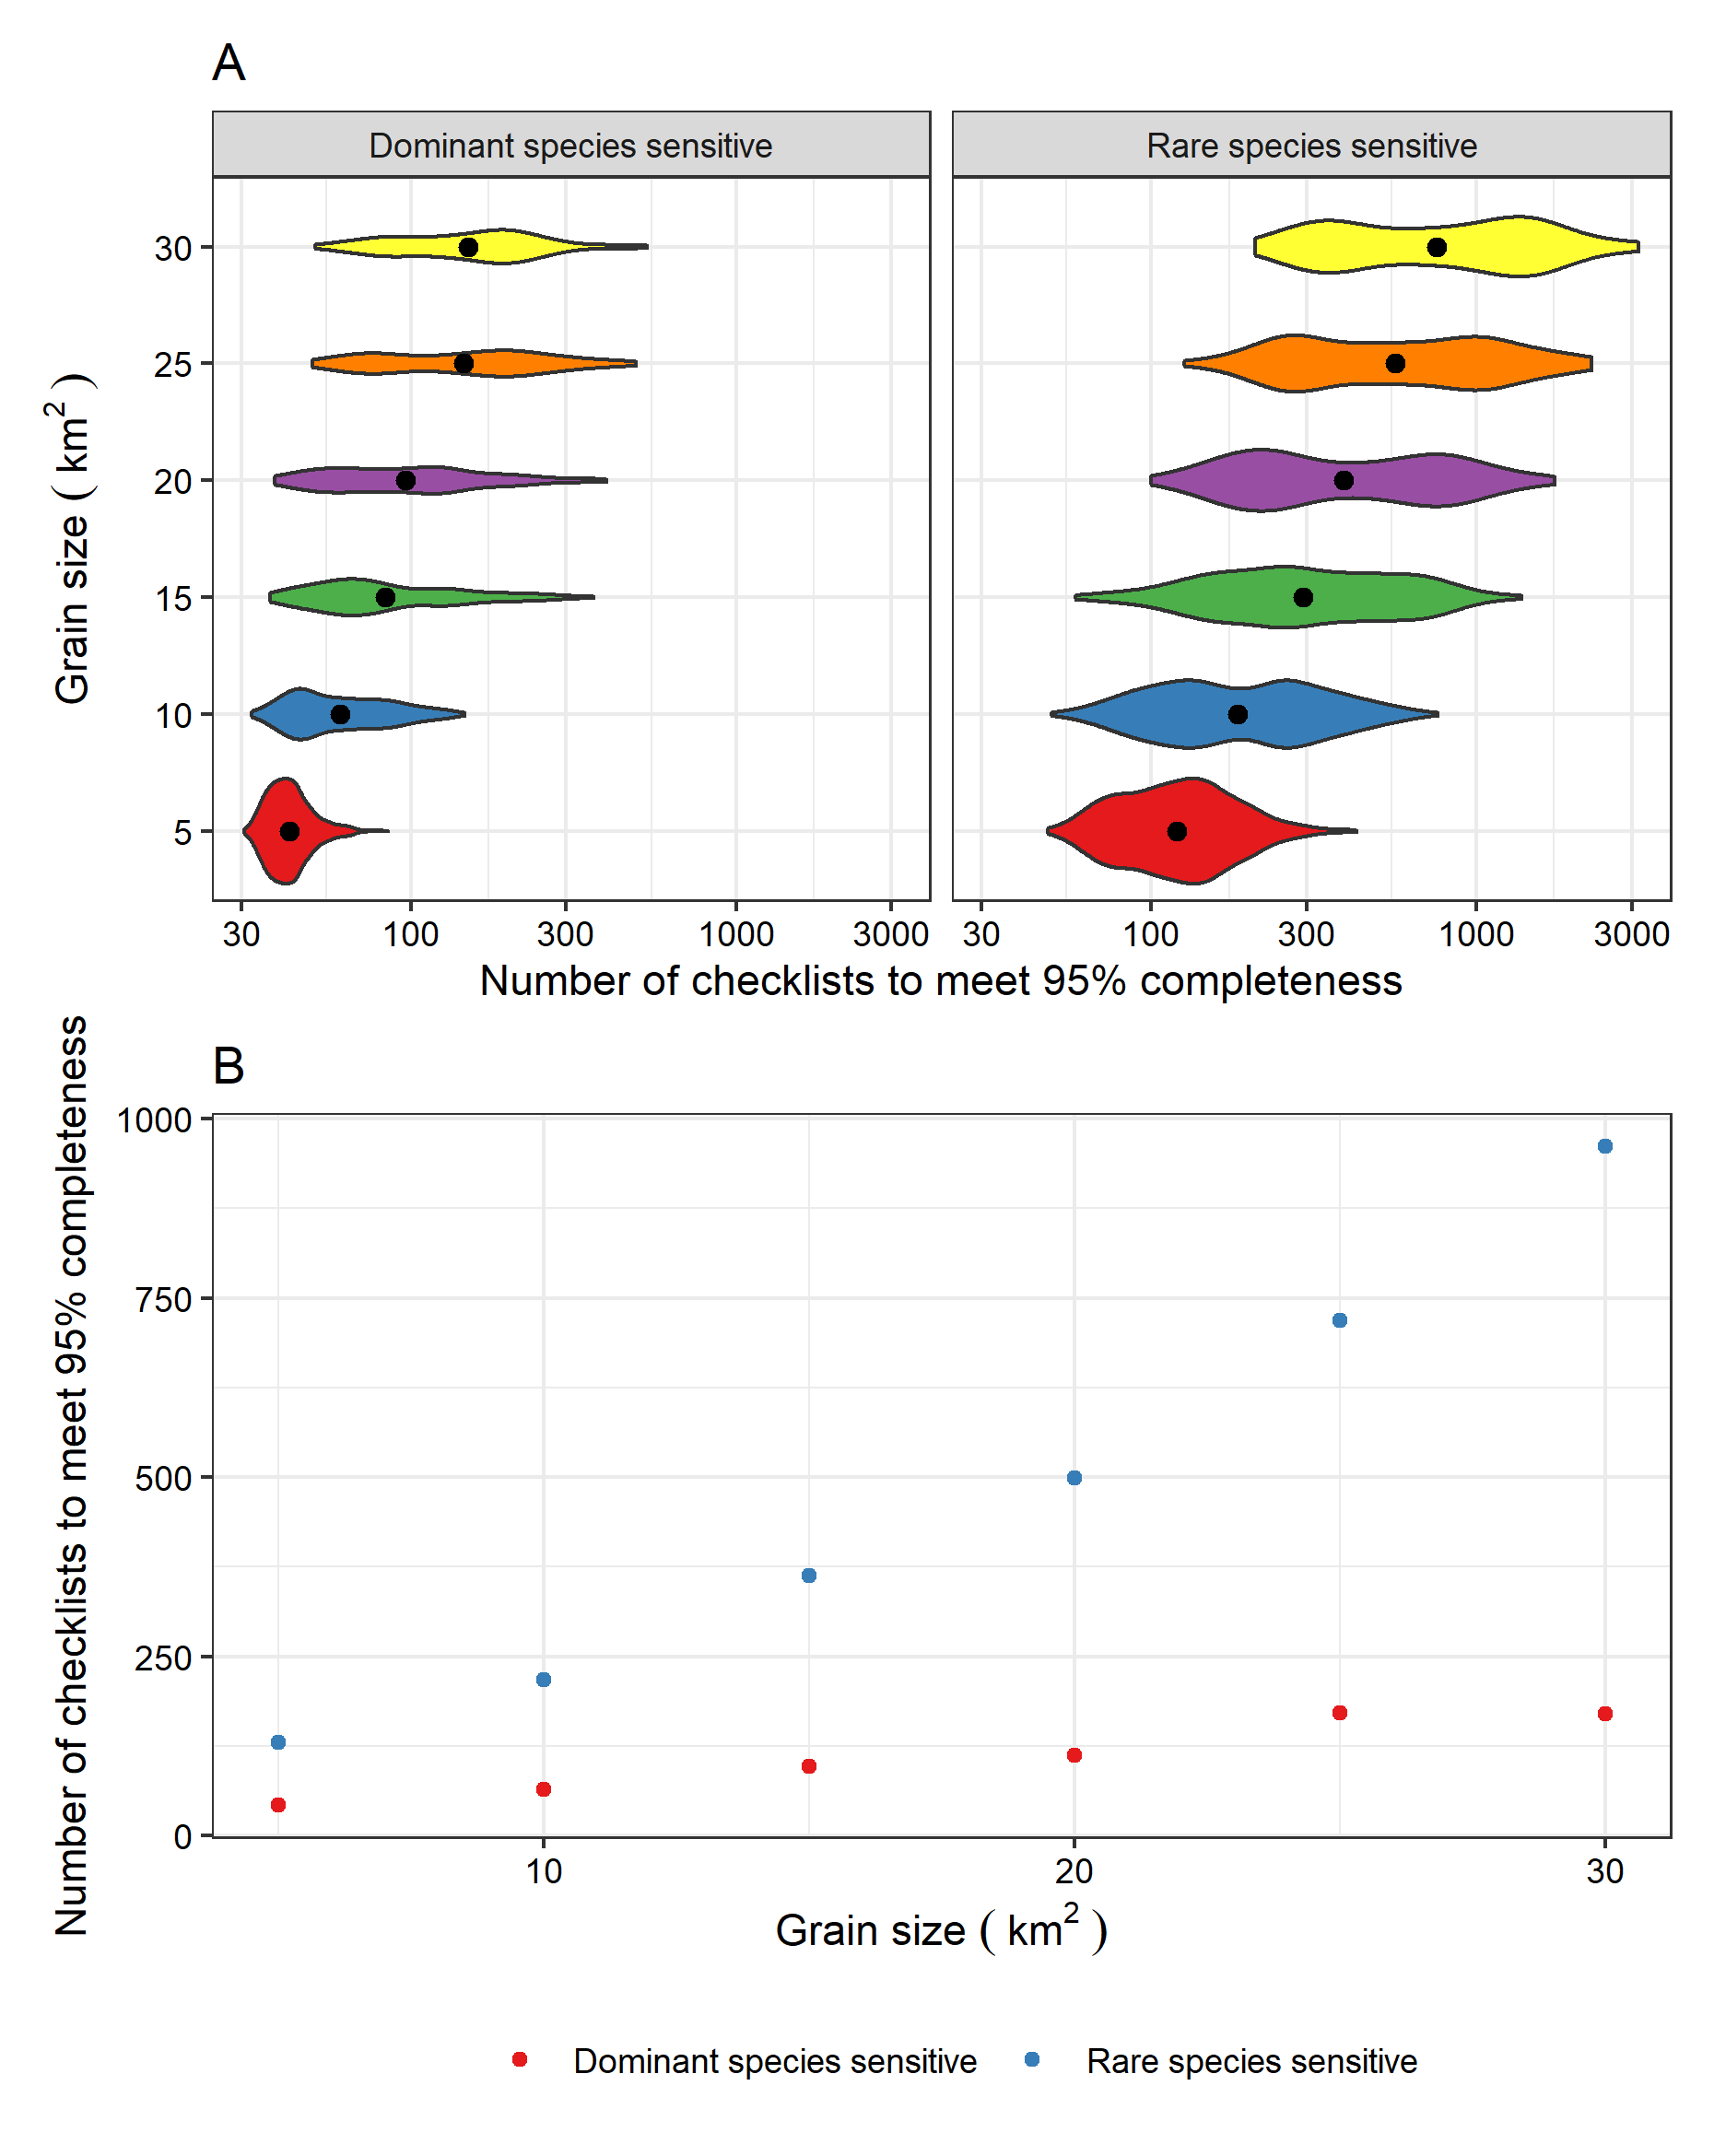 A
Dominant species sensitive
Rare species sensitive
Grain size ( km² )
30
25
20
15
10
5
30 100 300 1000 3000
30 100 300 1000 3000
Number of checklists to meet 95% completeness
B
Number of checklists to meet 95% completeness
1000
750
500
250
0
10 20 30
Grain size ( km² )
Dominant species sensitive
Rare species sensitive